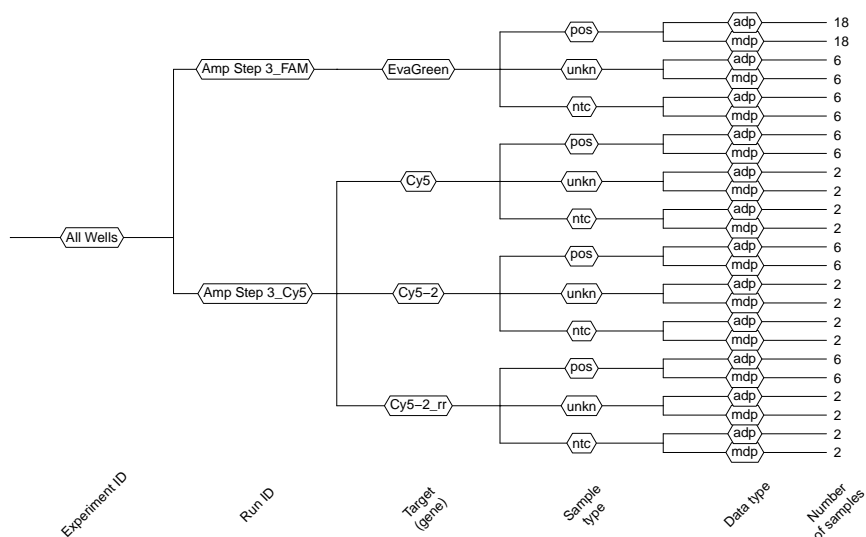 adp 18
pos
mdp 18
Amp Step 3_FAM EvaGreen unkn adp 6
mdp 6
adp 6
ntc
mdp 6
adp 6
pos
mdp 6
Cy5 unkn adp 2
mdp 2
adp 2
ntc
mdp 2
All Wells
adp 6
pos
mdp 6
Amp Step 3_Cy5 Cy5−2 unkn adp 2
mdp 2
adp 2
ntc
mdp 2
adp 6
pos
mdp 6
Cy5−2_rr unkn adp 2
mdp 2
adp 2
ntc
mdp 2
Experiment ID
Run ID
Target
(gene)
Sample
type
Data type
Number
of samples